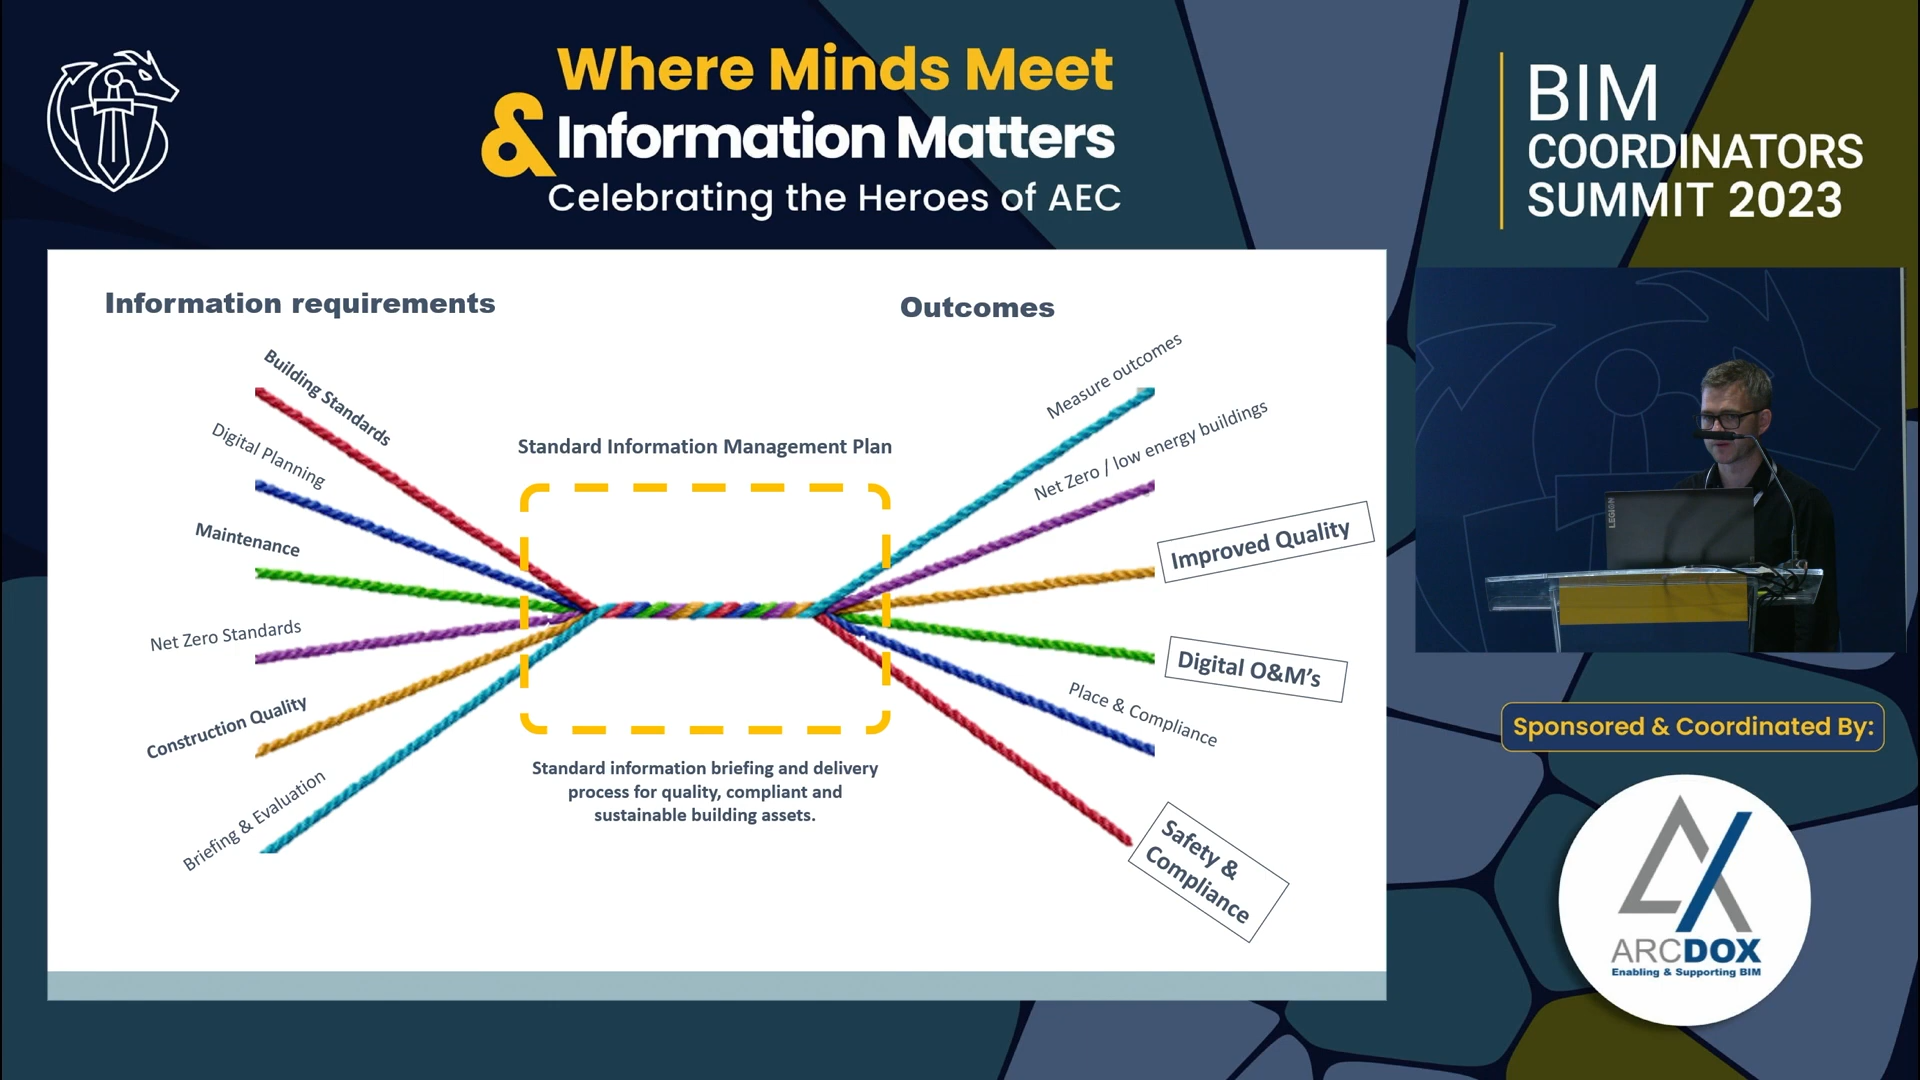 Where Minds Meet
& Information Matters
Celebrating the Heroes of AEC
BIM
COORDINATORS
SUMMIT 2023
Information requirements
Outcomes
Building Standards
Digital Planning
Maintenance
Net Zero Standards
Construction Quality
Briefing & Evaluation
Standard Information Management Plan
Standard information briefing and delivery
process for quality, compliant and
sustainable building assets.
Measure outcomes
Net Zero / low energy buildings
Improved Quality
Digital O&M's
Place & Compliance
Safety &
Compliance
LEGION
Sponsored & Coordinated By:
ARCDOX
Enabling & Supporting BIM